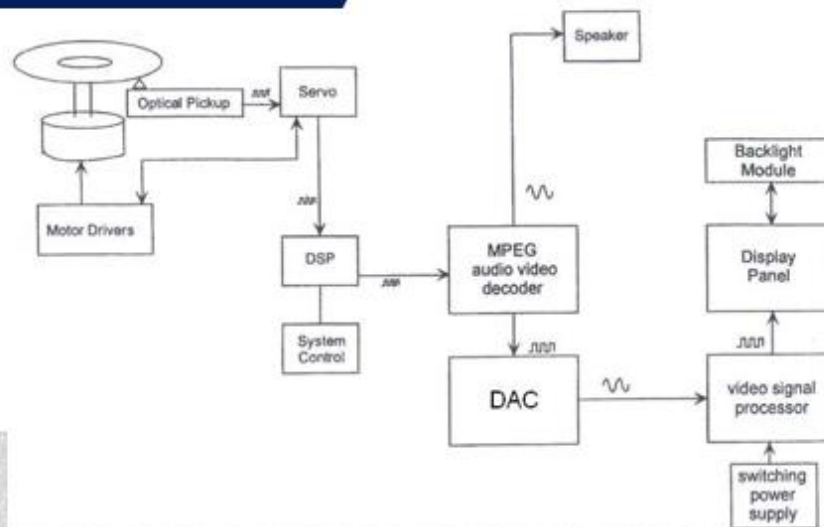 Speaker
Optical Pickup
Servo
Motor Drivers
DSP
System
Control
MPEG
audio video
decoder
DAC
Backlight
Module
Display
Panel
video signal
processor
switching
power
supply